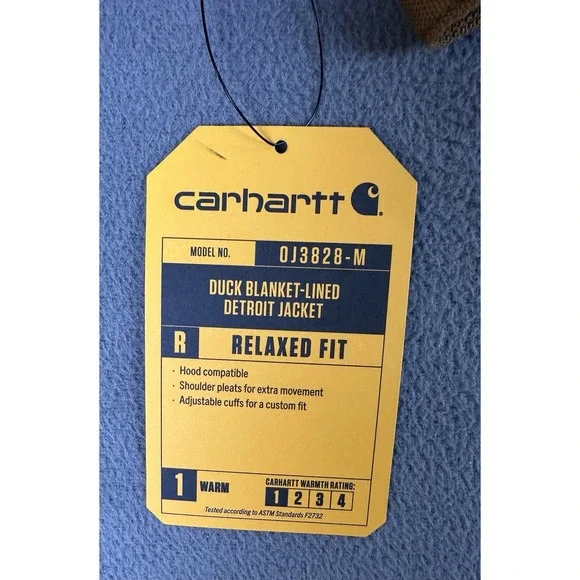 carhartt
MODEL NO. OJ3828-M
DUCK BLANKET-LINED
DETROIT JACKET
R RELAXED FIT
· Hood compatible
· Shoulder pleats for extra movement
· Adjustable cuffs for a custom fit
1 WARM
CARHARTT WARMTH RATING:
1 2 3 4
Tested according to ASTM Standards F2732